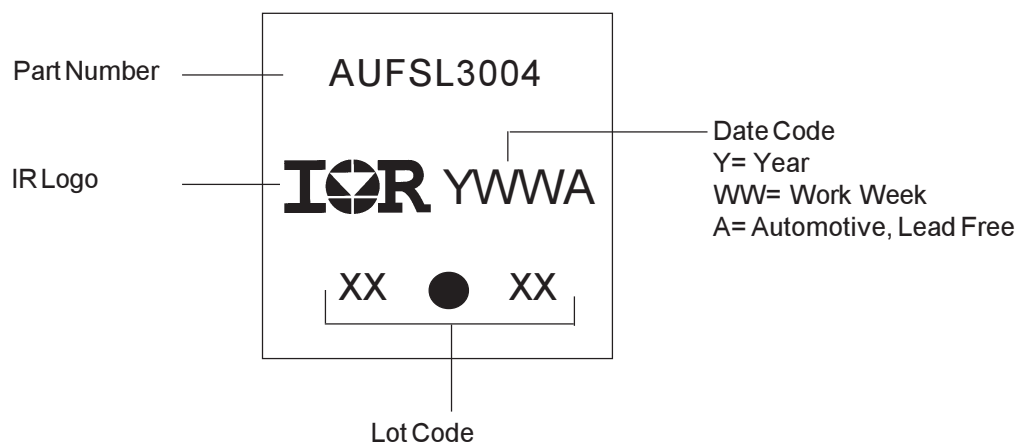 Part Number
AUFSL3004
IR Logo
IOR YWWA
Date Code
Y= Year
WW= Work Week
A= Automotive, Lead Free
XX XX
Lot Code